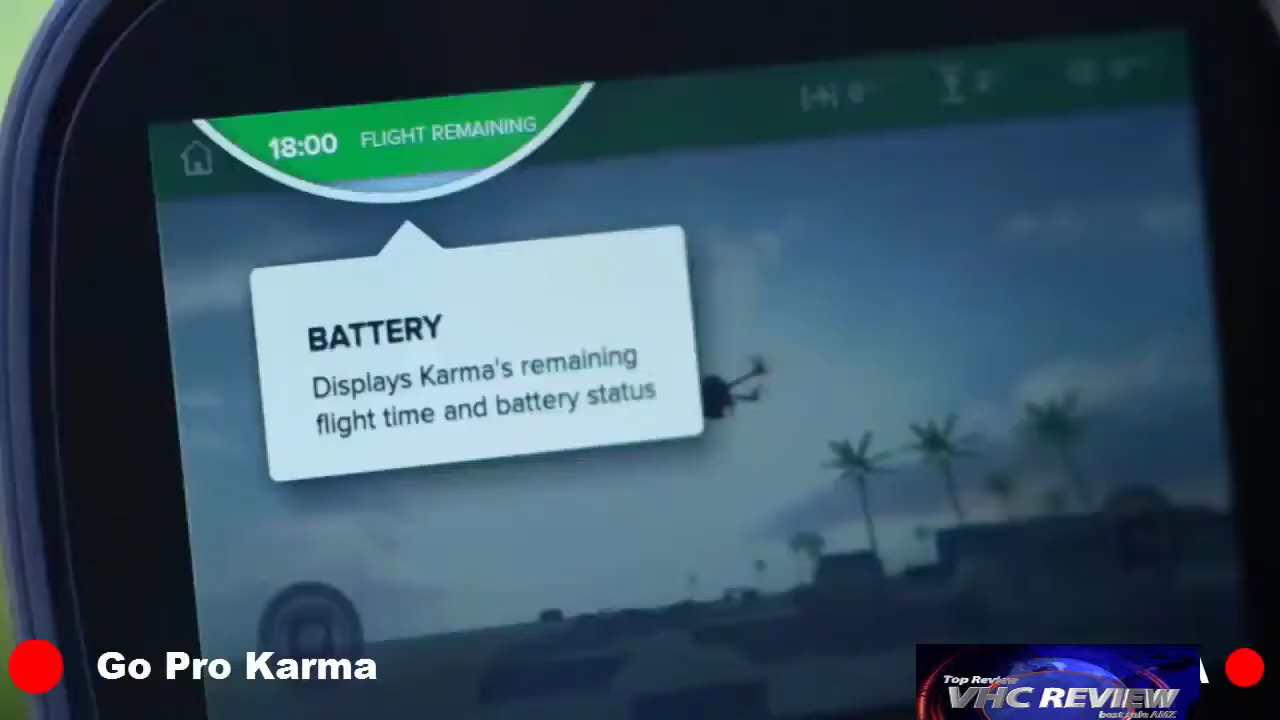 18:00 FLIGHT REMAINING
BATTERY
Displays Karma's remaining
flight time and battery status
Go Pro Karma
Top Review
VHC REVIEW
A